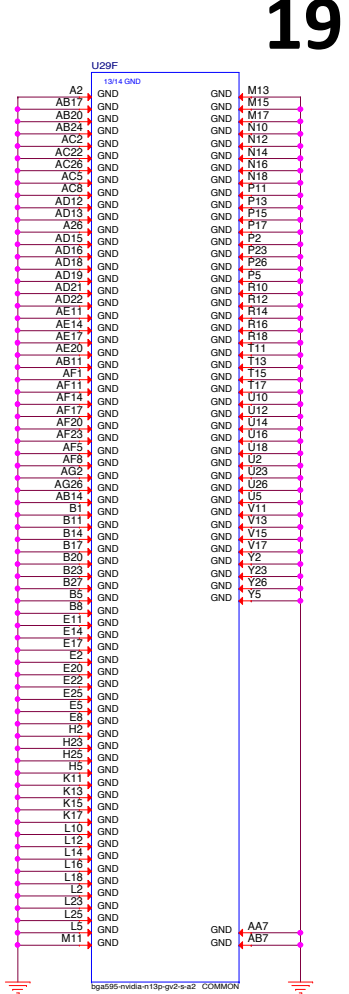 19
U29F
13/14 GND
A2 GND GND M13
AB17 GND GND M15
AB20 GND GND M17
AB24 GND GND N10
AC2 GND GND N12
AC22 GND GND N14
AC26 GND GND N16
AC5 GND GND N18
AC8 GND GND P11
AD12 GND GND P13
AD13 GND GND P15
A26 GND GND P17
AD15 GND GND P2
AD16 GND GND P23
AD18 GND GND P26
AD19 GND GND P5
AD21 GND GND R10
AD22 GND GND R12
AE11 GND GND R14
AE14 GND GND R16
AE17 GND GND R18
AE20 GND GND T11
AB11 GND GND T13
AF1 GND GND T15
AF11 GND GND T17
AF14 GND GND U10
AF17 GND GND U12
AF20 GND GND U14
AF23 GND GND U16
AF5 GND GND U18
AF8 GND GND U2
AG2 GND GND U23
AG26 GND GND U26
AB14 GND GND U5
B1 GND GND V11
B11 GND GND V13
B14 GND GND V15
B17 GND GND V17
B20 GND GND Y2
B23 GND GND Y23
B27 GND GND Y26
B5 GND GND Y5
B8 GND
E11 GND
E14 GND
E17 GND
E2 GND
E20 GND
E22 GND
E25 GND
E5 GND
E8 GND
H2 GND
H23 GND
H25 GND
H5 GND
K11 GND
K13 GND
K15 GND
K17 GND
L10 GND
L12 GND
L14 GND
L16 GND
L18 GND
L2 GND
L23 GND
L25 GND
L5 GND GND AA7
M11 GND GND AB7
bga595-nvidia-n13p-gv2-s-a2 COMMON